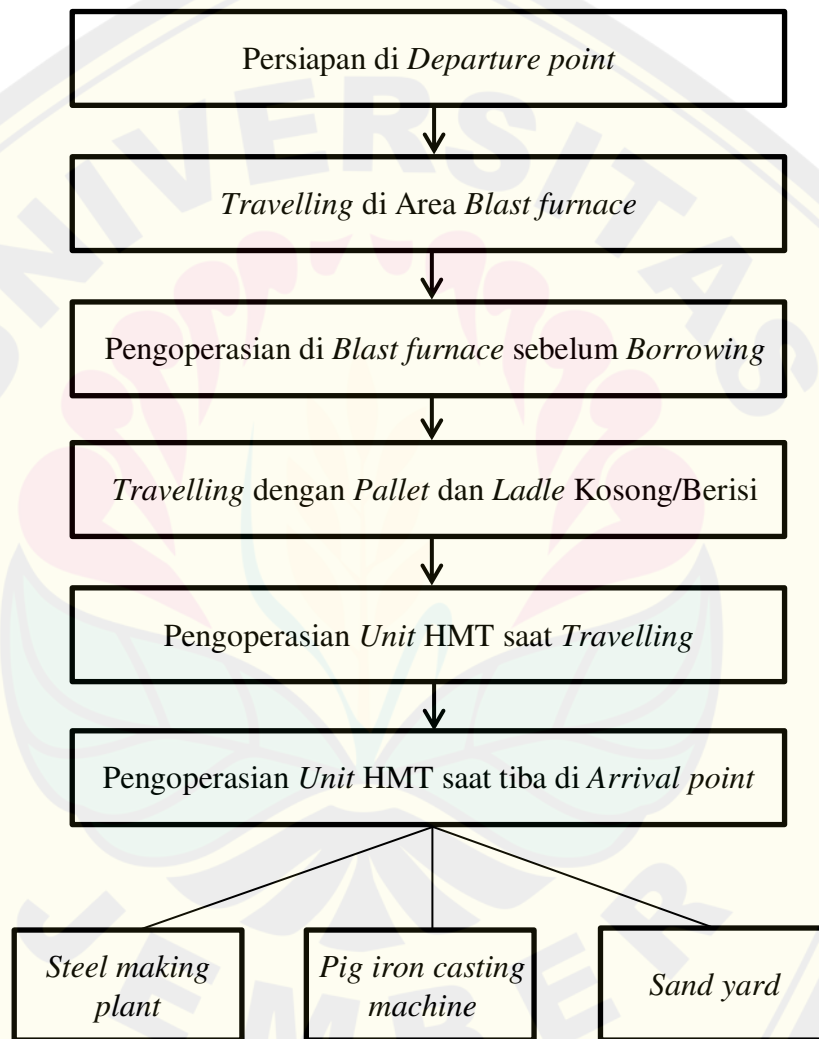 UNIVERSITAS
Persiapan di Departure point
Travelling di Area Blast furnace
Pengoperasian di Blast furnace sebelum Borrowing
Travelling dengan Pallet dan Ladle Kosong/Berisi
Pengoperasian Unit HMT saat Travelling
Pengoperasian Unit HMT saat tiba di Arrival point
Steel making
plant
Pig iron casting
machine
Sand yard
JEMBER